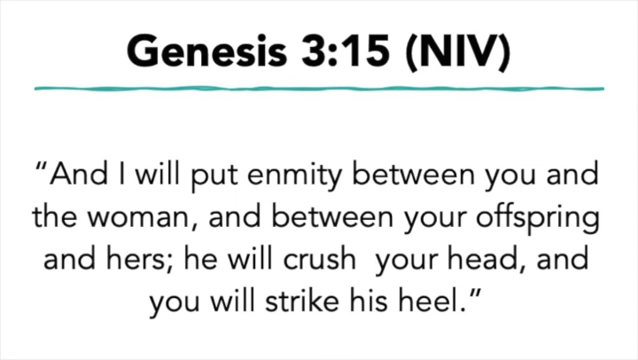 Genesis 3:15 (NIV)
“And I will put enmity between you and
the woman, and between your offspring
and hers; he will crush  your head, and
you will strike his heel.”